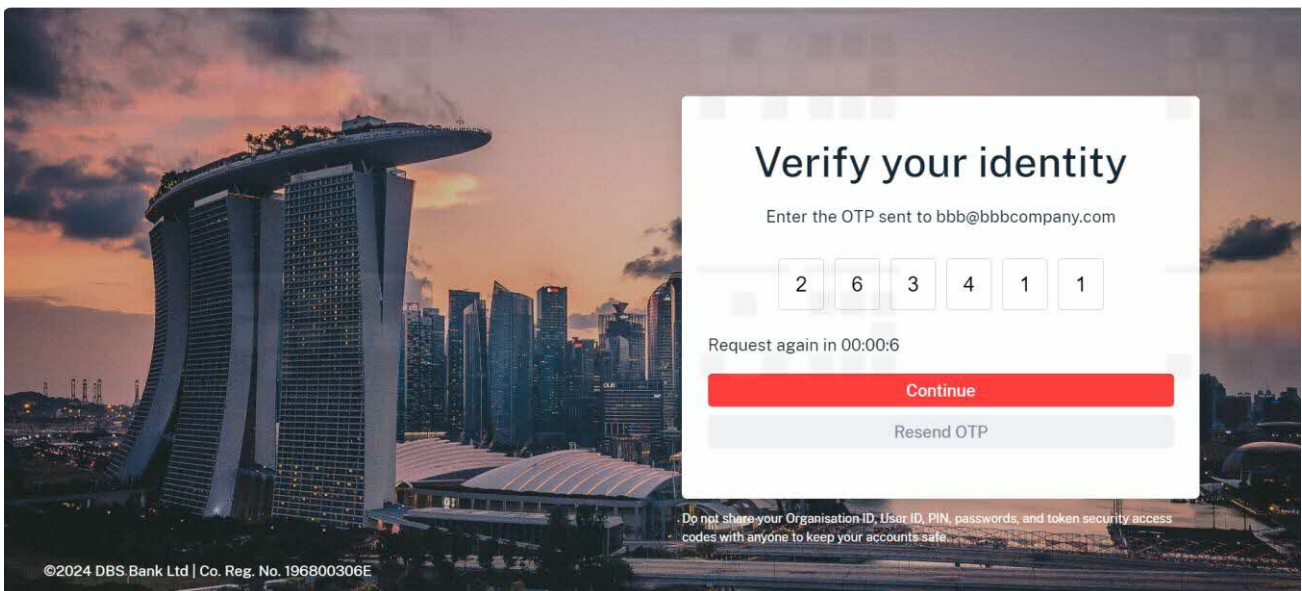 Verify your identity
Enter the OTP sent to bbb@bbbcompany.com
2 6 3 4 1 1
Request again in 00:00:6
Continue
Resend OTP
Do not share your Organisation ID, User ID, PIN, passwords, and token security access
codes with anyone to keep your accounts safe.
©2024 DBS Bank Ltd | Co. Reg. No. 196800306E